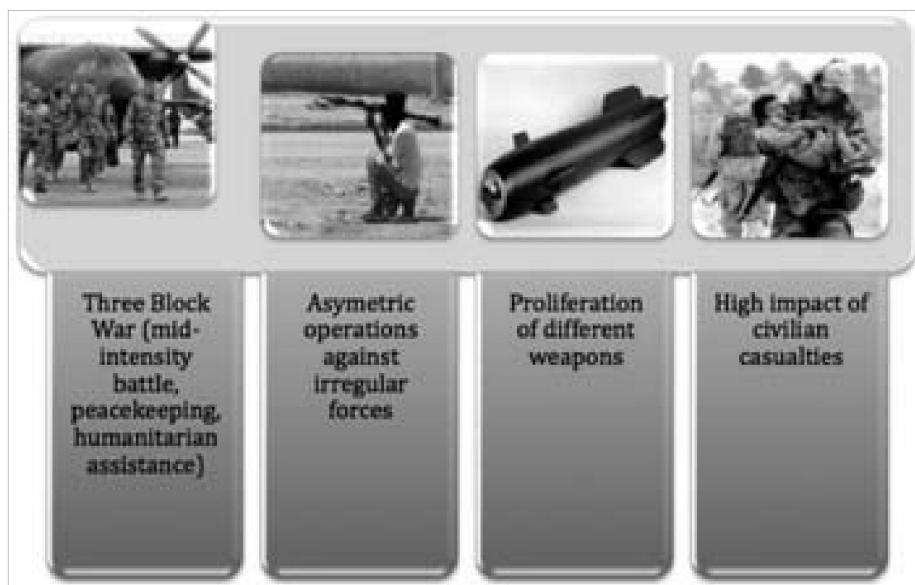 Three Block
War (mid-
intensity
battle,
peacekeeping,
humanitarian
assistance)
Asymetric
operations
against
irregular
forces
Proliferation
of different
weapons
High impact of
civilian
casualties